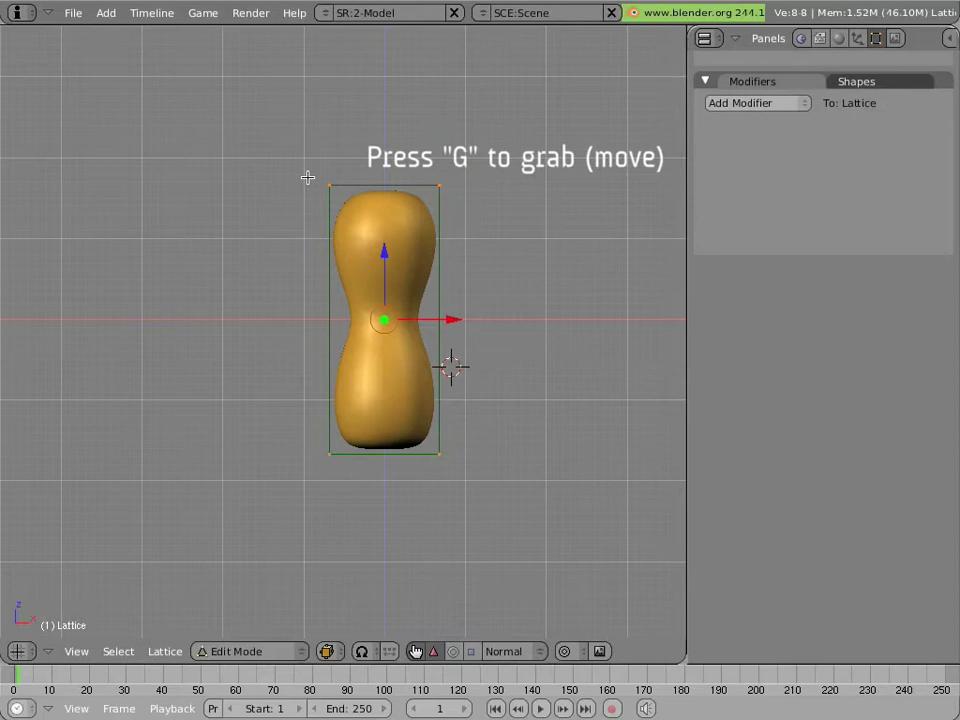 File Add Timeline Game Render Help SR:2-Model SCE:Scene www.blender.org 244.1 Ve:8-8 | Mem:1.52M (46.10M) Latti
Panels
Modifiers Shapes
Add Modifier To: Lattice
Press "G" to grab (move)
z
x
(1) Lattice
View Select Lattice Edit Mode Normal
0 10 20 30 40 50 60 70 80 90 100 110 120 130 140 150 160 170 180 190 200 210 220 230 240 250
View Frame Playback Pr Start: 1 End: 250 1